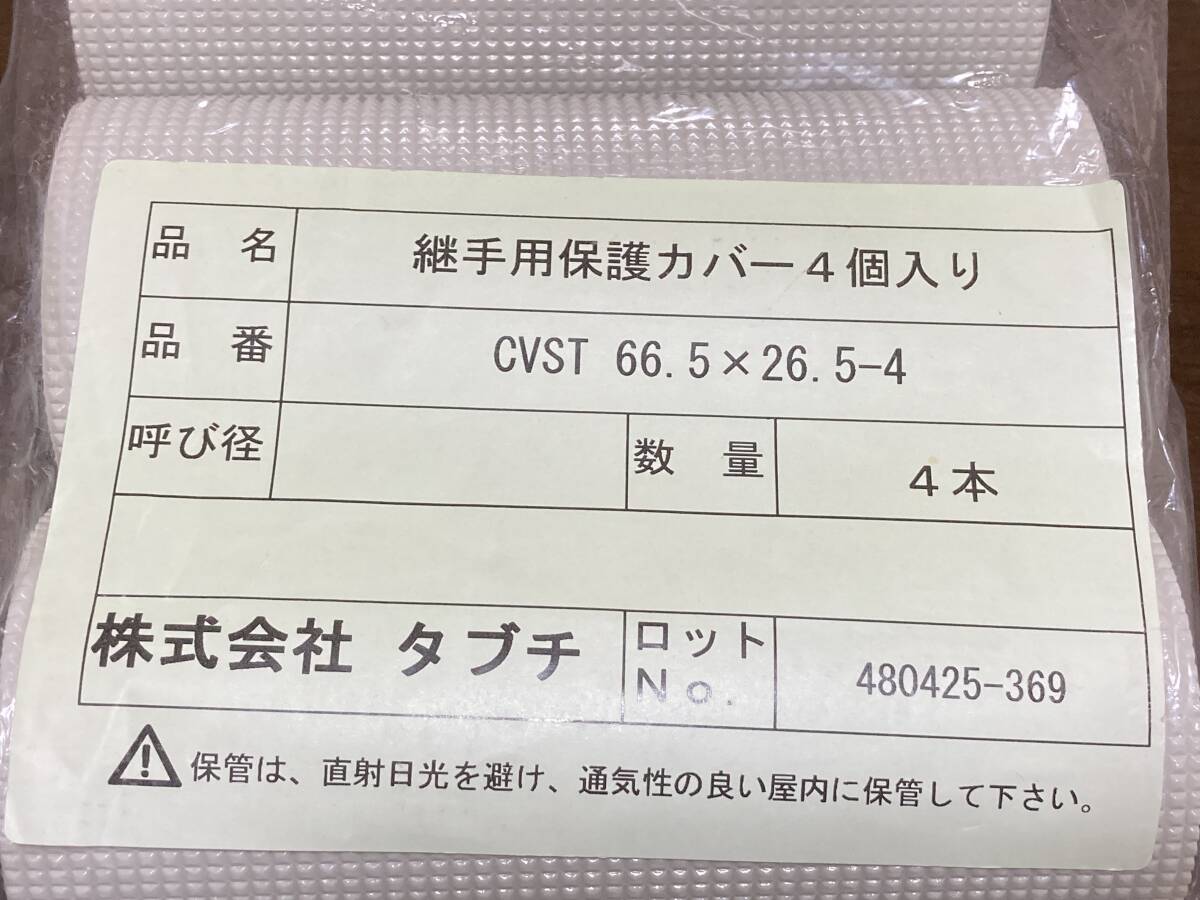 品 名 継手用保護カバー４個入り
品 番 CVST 66.5×26.5-4
呼び径 数 量 ４本
株式会社 タブチ ロット
Ｎｏ. 480425-369
保管は、直射日光を避け、通気性の良い屋内に保管して下さい。